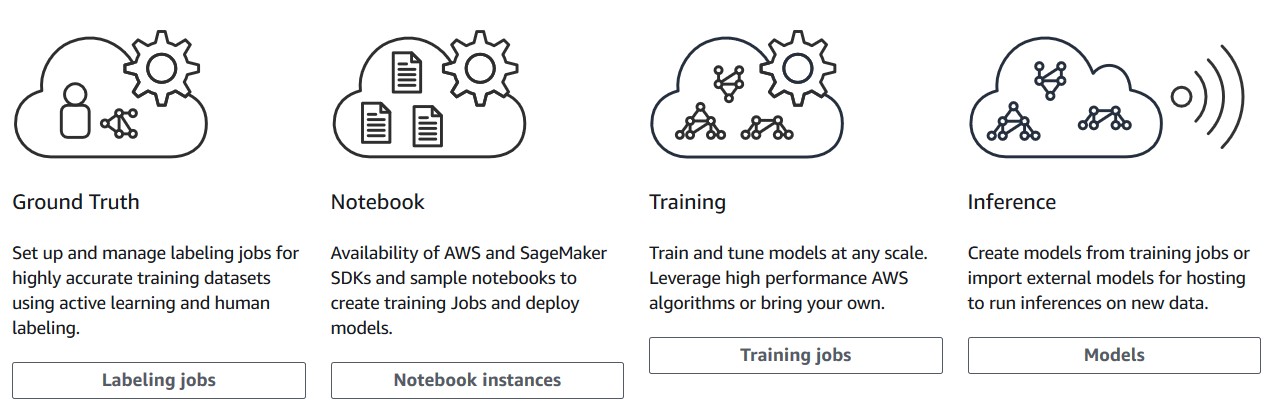 Ground Truth
Set up and manage labeling jobs for
highly accurate training datasets
using active learning and human
labeling.
Labeling jobs
Notebook
Availability of AWS and SageMaker
SDKs and sample notebooks to
create training Jobs and deploy
models.
Notebook instances
Training
Train and tune models at any scale.
Leverage high performance AWS
algorithms or bring your own.
Training jobs
Inference
Create models from training jobs or
import external models for hosting
to run inferences on new data.
Models